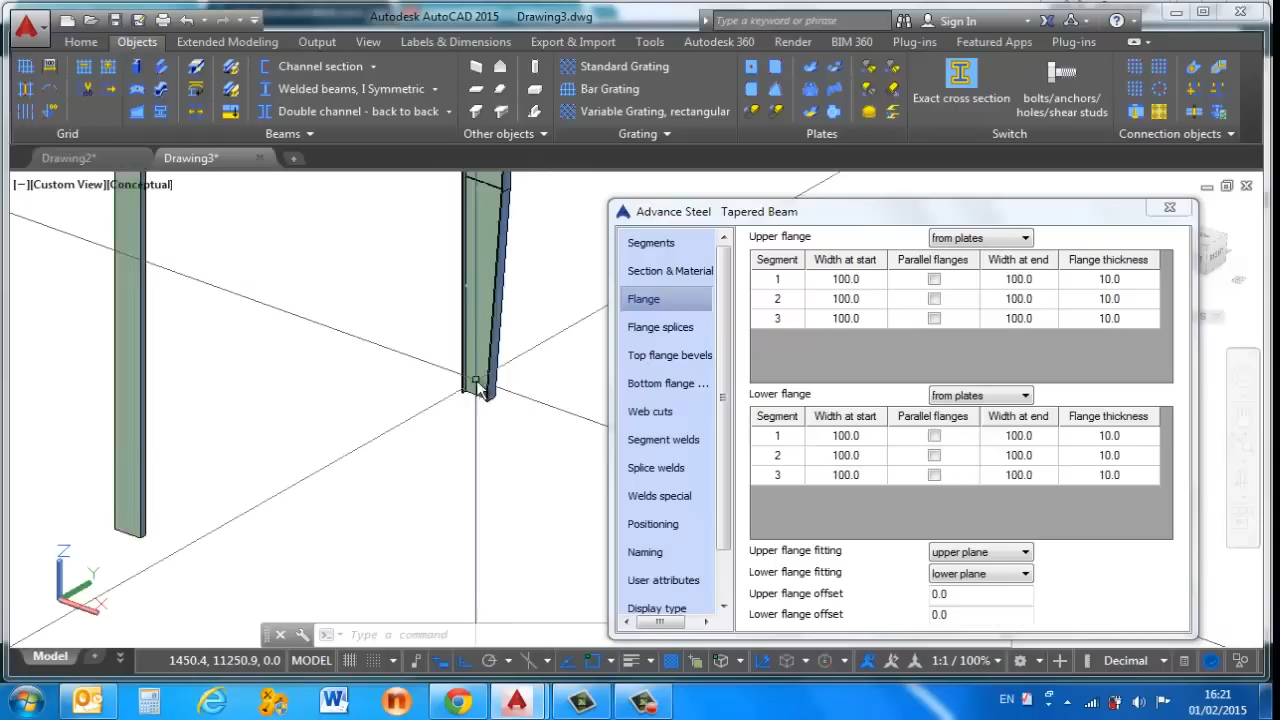 Autodesk AutoCAD 2015 Drawing3.dwg
Type a keyword or phrase
Sign In
Home Objects Extended Modeling Output View Labels & Dimensions Export & Import Tools Autodesk 360 Render BIM 360 Plug-ins Featured Apps Plug-ins
Channel section
Welded beams, I Symmetric
Double channel - back to back
Standard Grating
Bar Grating
Variable Grating, rectangular
Exact cross section
bolts/anchors/
holes/shear studs
Grid Beams Other objects Grating Plates Switch Connection objects
Drawing2* Drawing3*
[−][Custom View][Conceptual]
RIGHT
Advance Steel Tapered Beam
Segments
Section & Material
Flange
Flange splices
Top flange bevels
Bottom flange ...
Web cuts
Segment welds
Splice welds
Welds special
Positioning
Naming
User attributes
Display type
Upper flange from plates
Segment Width at start Parallel flanges Width at end Flange thickness
1 100.0 100.0 10.0
2 100.0 100.0 10.0
3 100.0 100.0 10.0
Lower flange from plates
Segment Width at start Parallel flanges Width at end Flange thickness
1 100.0 100.0 10.0
2 100.0 100.0 10.0
3 100.0 100.0 10.0
Upper flange fitting upper plane
Lower flange fitting lower plane
Upper flange offset 0.0
Lower flange offset 0.0
Z
Y
X
Type a command
Model
1450.4, 11250.9, 0.0 MODEL 1:1 / 100% Decimal
EN
16:21
01/02/2015